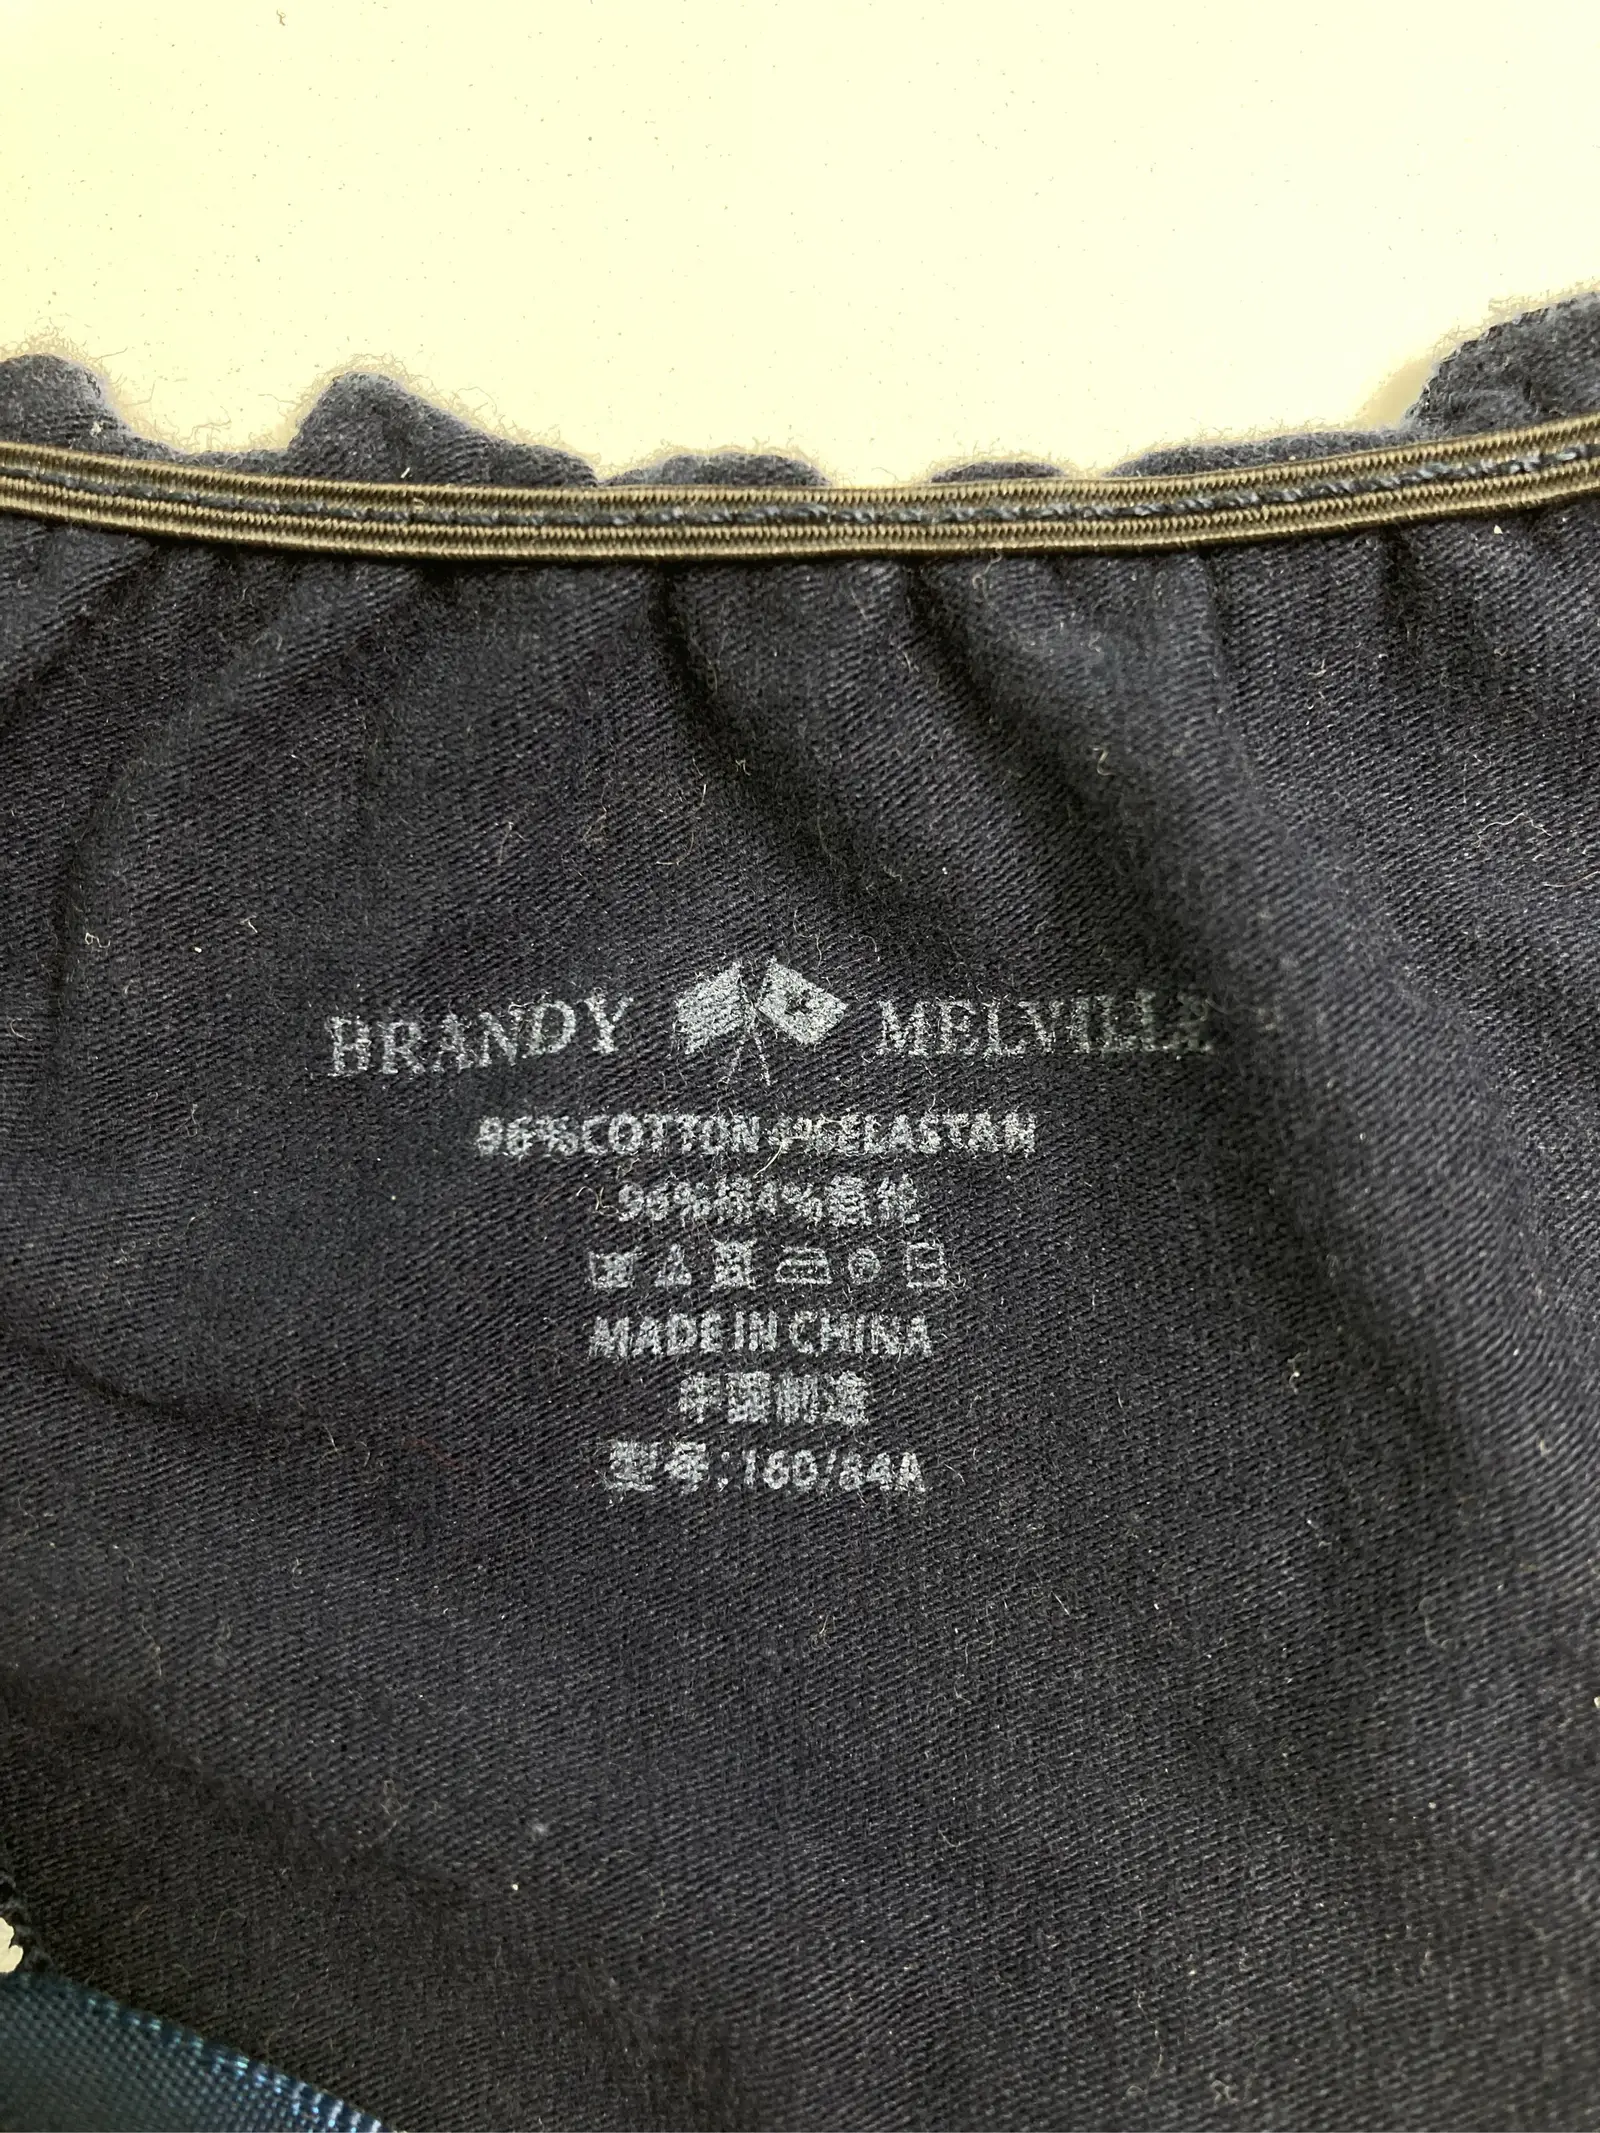 BRANDY MELVILLE
96%COTTON 4%ELASTAN
96%棉4%氨纶
MADE IN CHINA
中国制造
型号:160/84A